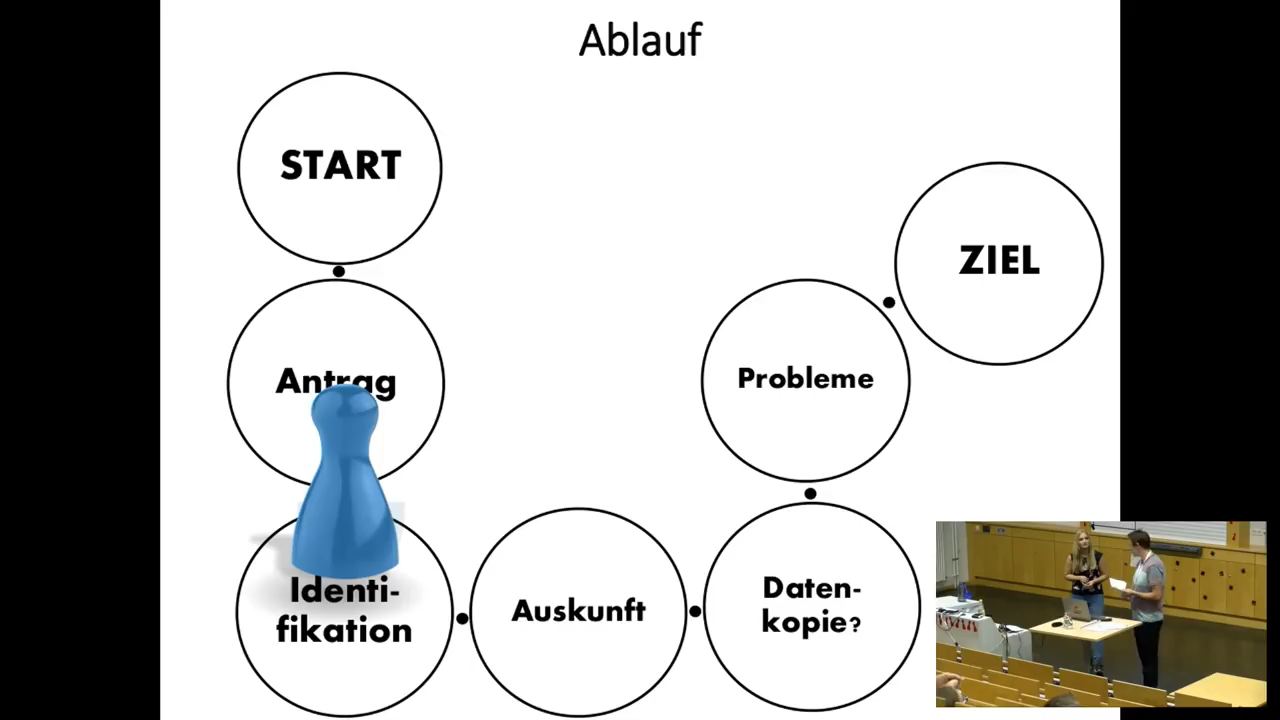 Ablauf
START
Antrag
Identi-
fikation
Auskunft
Daten-
kopie?
Probleme
ZIEL